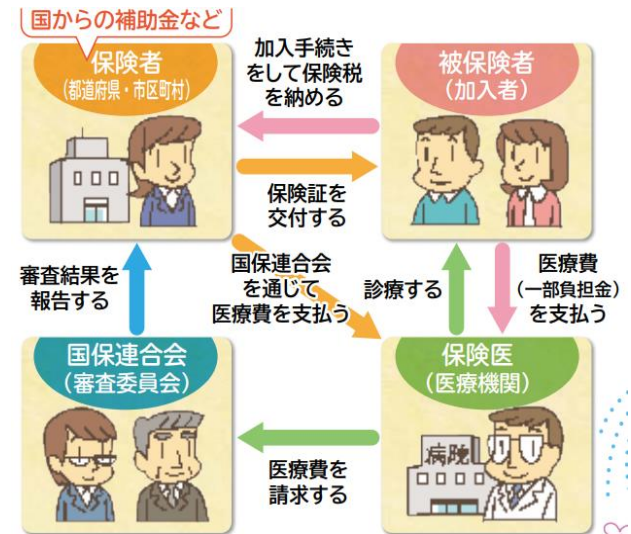 国からの補助金など
保険者
(都道府県・市区町村)
加入手続き
をして保険税
を納める
被保険者
(加入者)
保険証を
交付する
審査結果を
報告する
国保連合会
を通じて
医療費を支払う
診療する
医療費
(一部負担金)
を支払う
国保連合会
(審査委員会)
保険医
(医療機関)
病院
医療費を
請求する